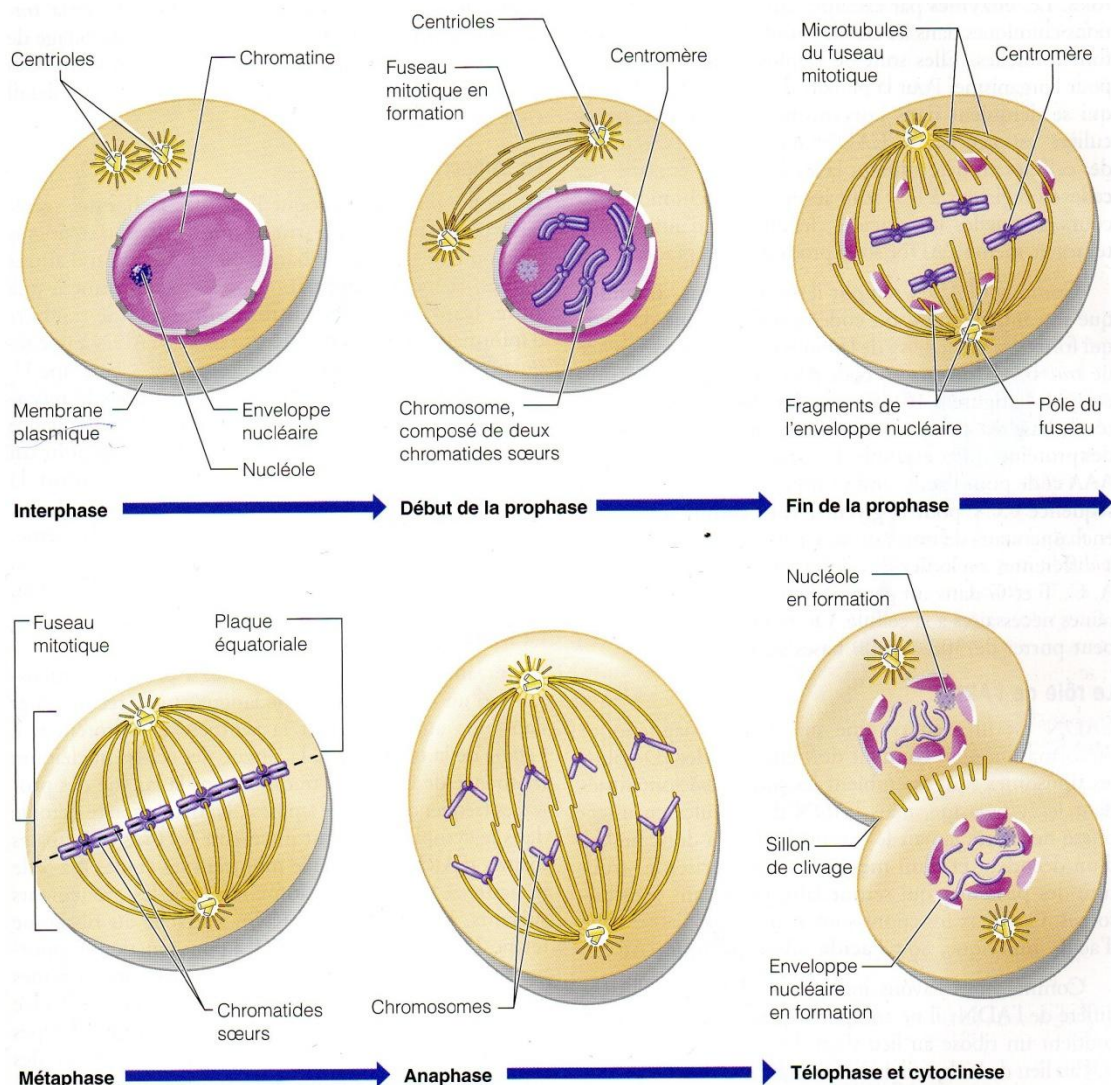 Centrioles
Chromatine
Membrane
plasmique
Enveloppe
nucléaire
Nucléole
Interphase
Centrioles
Fuseau
mitotique en
formation
Centromère
Chromosome,
composé de deux
chromatides sœurs
Début de la prophase
Microtubules
du fuseau
mitotique
Centromère
Fragments de
l'enveloppe nucléaire
Pôle du
fuseau
Fin de la prophase
Fuseau
mitotique
Plaque
équatoriale
Chromatides
sœurs
Métaphase
Chromosomes
Anaphase
Nucléole
en formation
Sillon
de clivage
Enveloppe
nucléaire
en formation
Télophase et cytocinèse